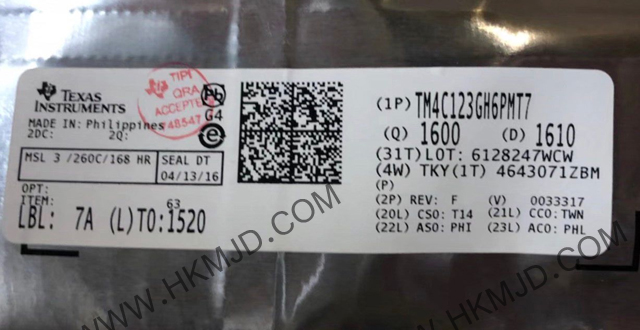 TEXAS
INSTRUMENTS
MADE IN: Philippines
2DC: 2Q:
TIPI
QRA
ACCEPTED
48547
Pb
G4
e
MSL 3 /260C/168 HR
SEAL DT
04/13/16
OPT:
ITEM:
63
LBL: 7A (L)TO:1520
(1P) TM4C123GH6PMT7
(Q) 1600 (D) 1610
(31T)LOT: 6128247WCW
(4W) TKY(1T) 4643071ZBM
(P)
(2P) REV: F (V) 0033317
(20L) CSO: T14 (21L) CCO:TWN
(22L) ASO: PHI (23L) ACO: PHL
WWW.HKMJD.COM
WWW.HKMJD.COM